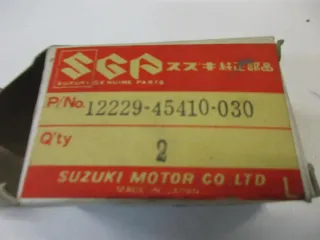 SGP スズキ純正部品
SUZUKI GENUINE PARTS
P/No. 12229-45410-030
Q'ty 2
SUZUKI MOTOR CO LTD
MADE IN JAPAN